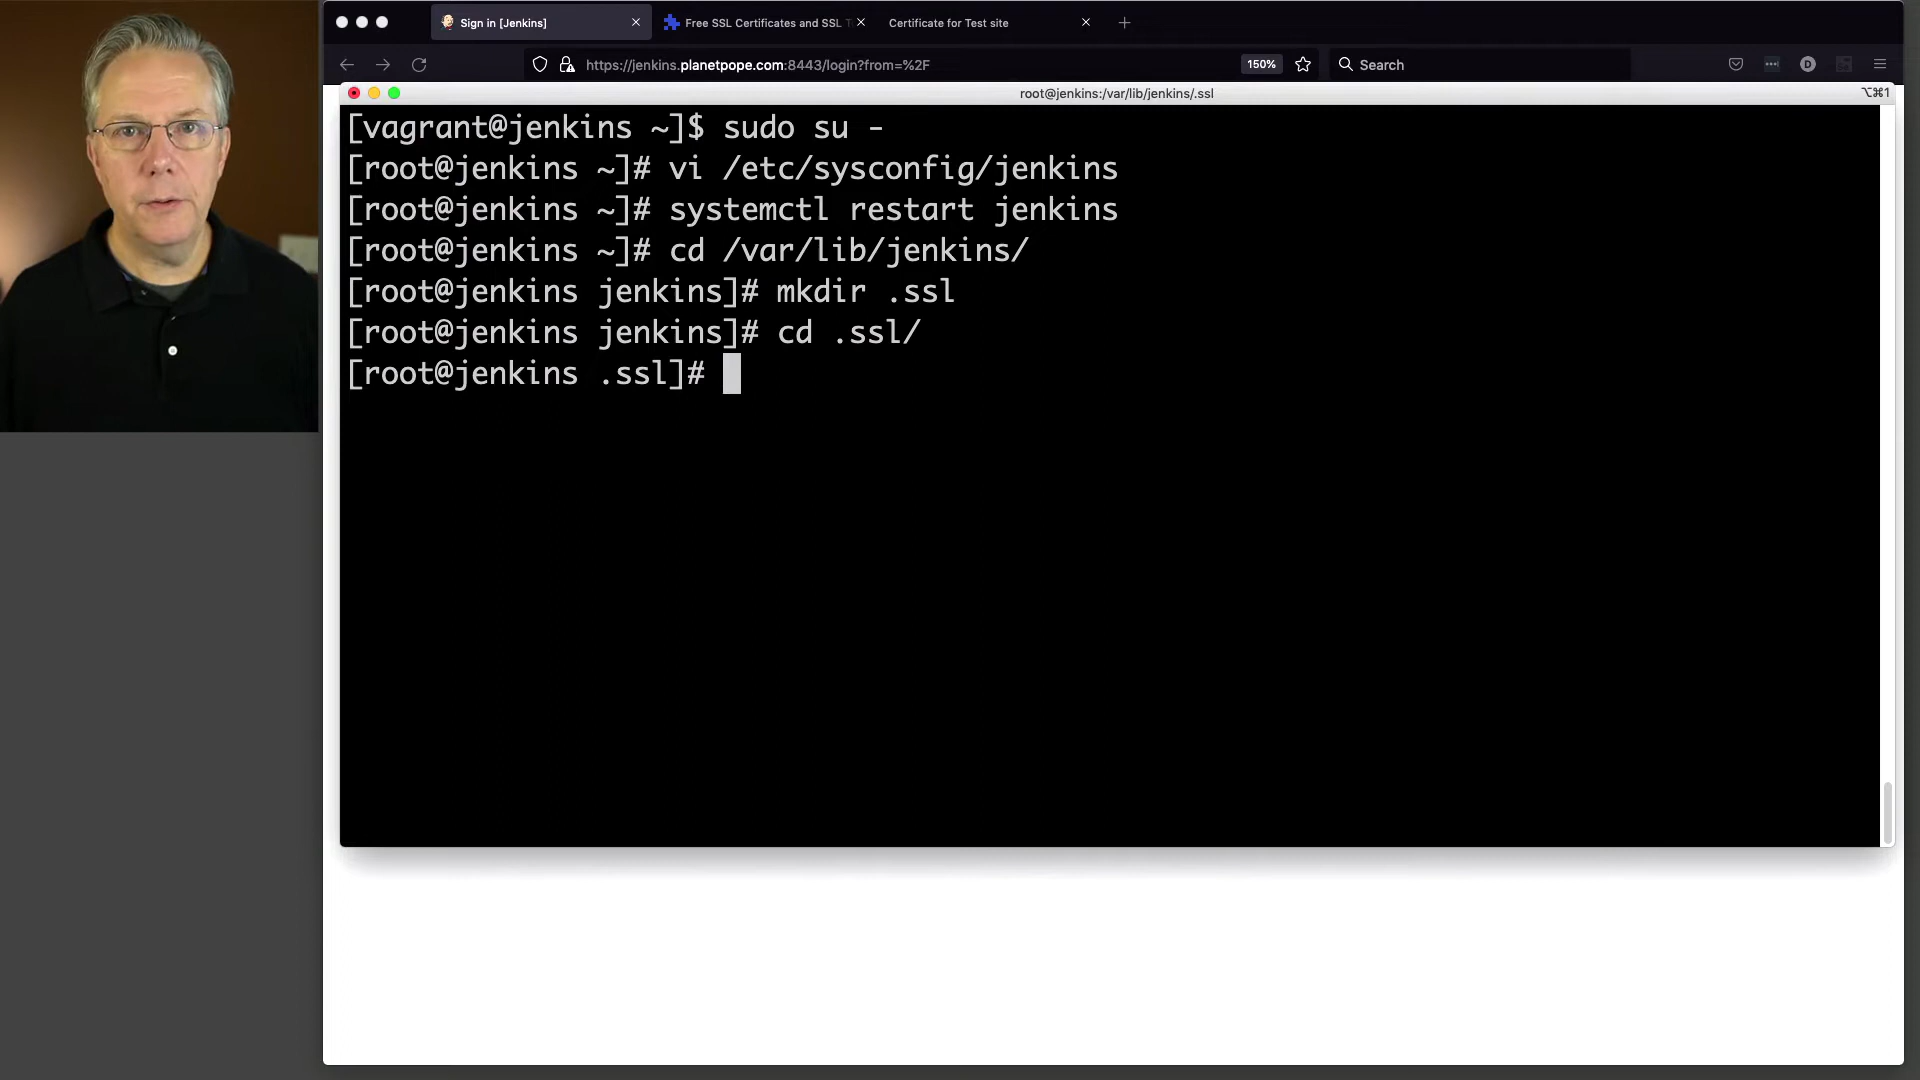 Sign in [Jenkins]
Free SSL Certificates and SSL T
Certificate for Test site
https://jenkins.planetpope.com:8443/login?from=%2F
150%
Search
root@jenkins:/var/lib/jenkins/.ssl
⌥⌘1
[vagrant@jenkins ~]$ sudo su -
[root@jenkins ~]# vi /etc/sysconfig/jenkins
[root@jenkins ~]# systemctl restart jenkins
[root@jenkins ~]# cd /var/lib/jenkins/
[root@jenkins jenkins]# mkdir .ssl
[root@jenkins jenkins]# cd .ssl/
[root@jenkins .ssl]#